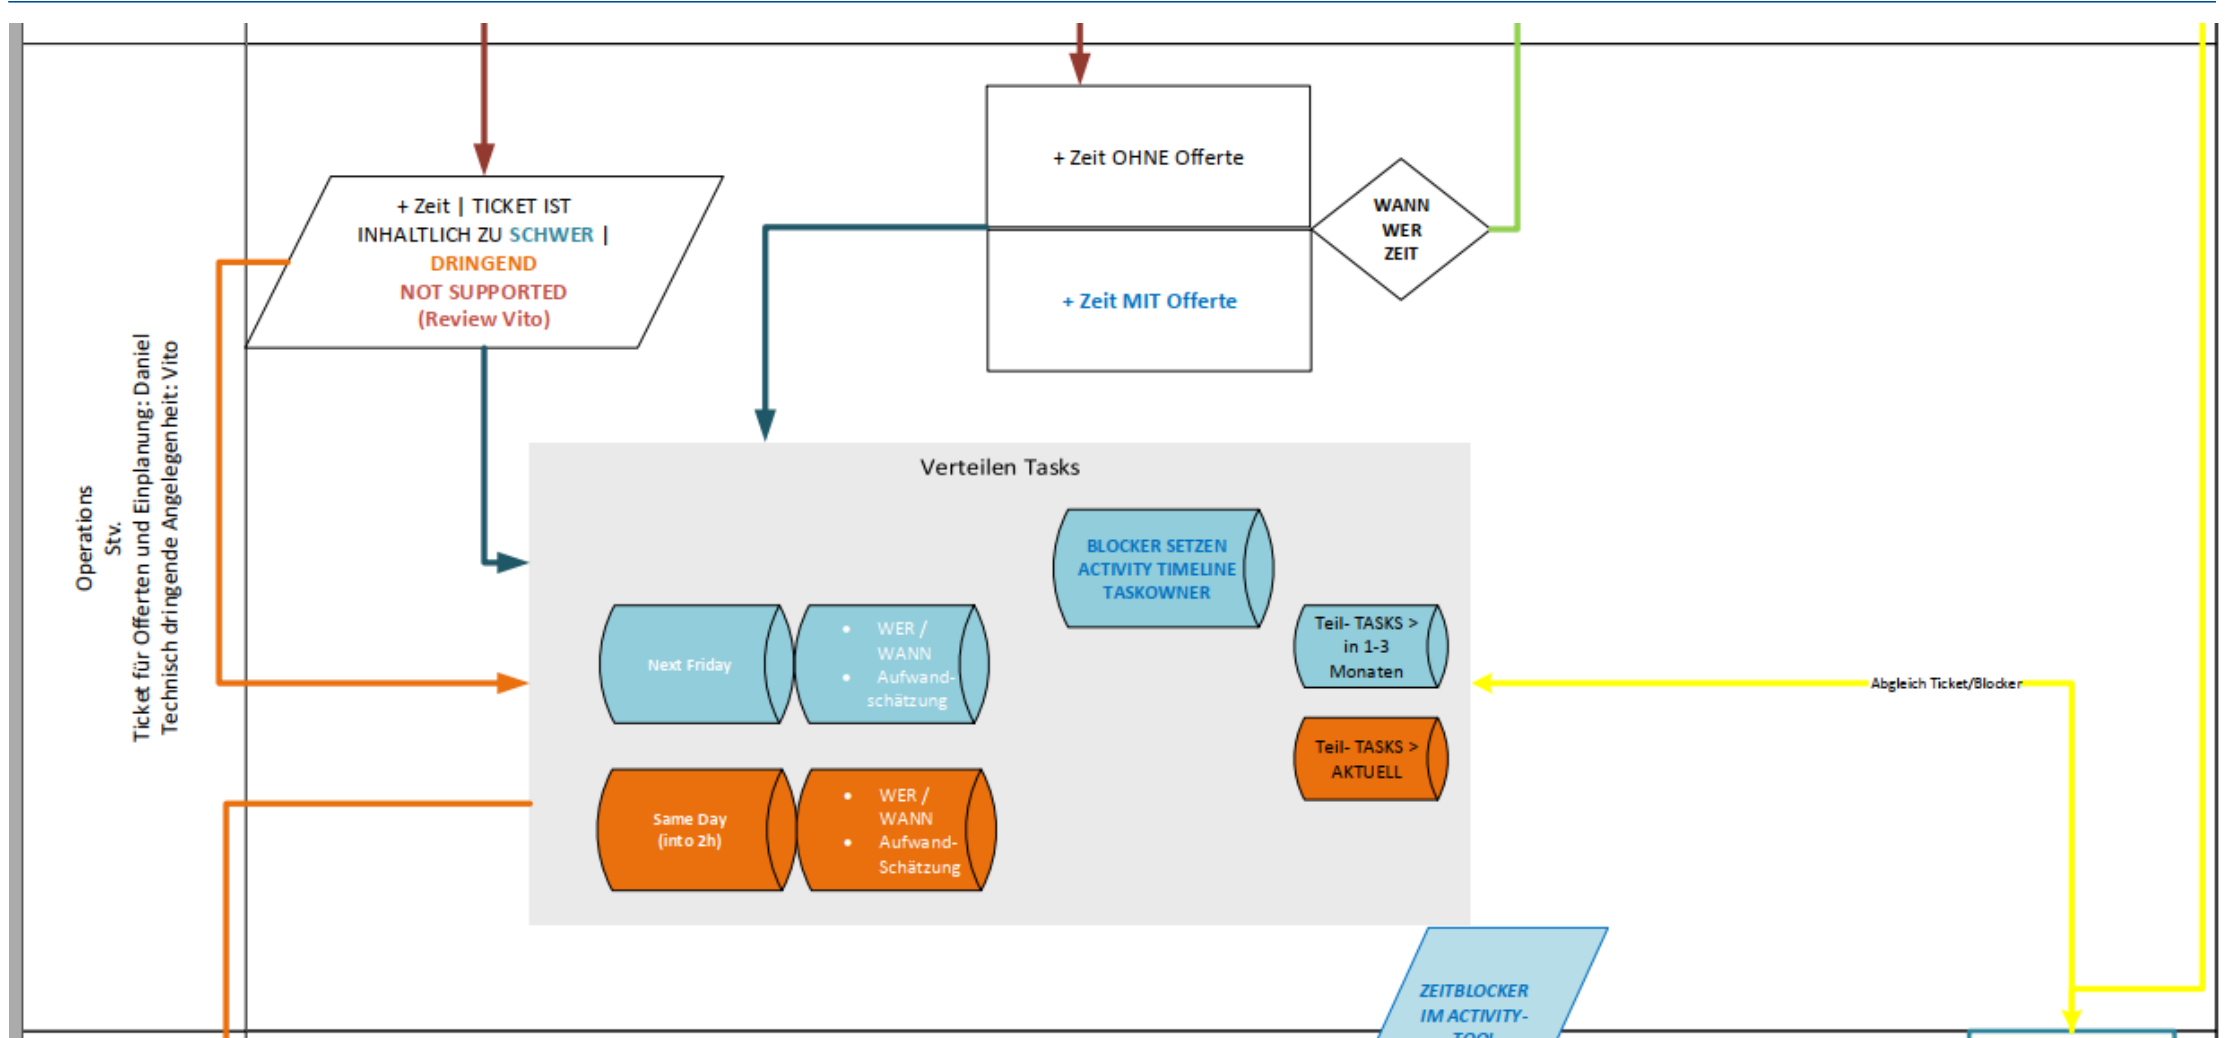 Operations
Stv.
Ticket für Offerten und Einplanung: Daniel
Technisch dringende Angelegenheit: Vito
+ Zeit | TICKET IST
INHALTLICH ZU SCHWER |
DRINGEND
NOT SUPPORTED
(Review Vito)
+ Zeit OHNE Offerte
+ Zeit MIT Offerte
WANN
WER
ZEIT
Verteilen Tasks
BLOCKER SETZEN
ACTIVITY TIMELINE
TASKOWNER
Next Friday
• WER /
WANN
• Aufwand-
schätzung
Teil- TASKS >
in 1-3
Monaten
Abgleich Ticket/Blocker
Teil- TASKS >
AKTUELL
Same Day
(into 2h)
• WER /
WANN
• Aufwand-
Schätzung
ZEITBLOCKER
IM ACTIVITY-
TOOL